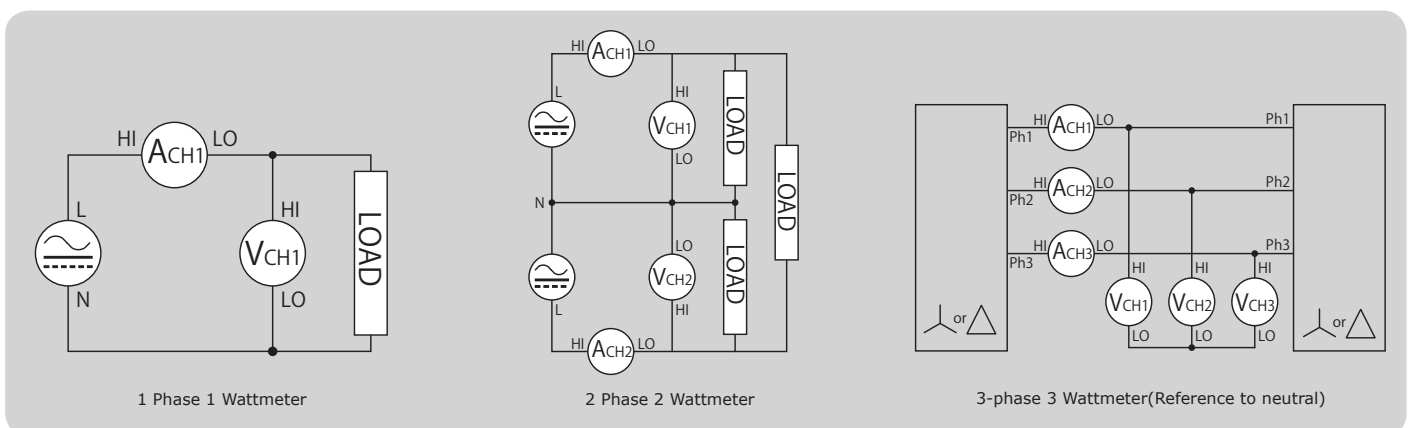 HI
ACH1
LO
L
HI
VCH1
LOAD
N
LO
1 Phase 1 Wattmeter
HI
ACH1
LO
L
HI
VCH1
LOAD
LO
LOAD
N
LO
VCH2
LOAD
L
HI
HI
ACH2
LO
2 Phase 2 Wattmeter
HI
ACH1
LO
Ph1
Ph1
HI
ACH2
LO
Ph2
Ph2
HI
ACH3
LO
Ph3
Ph3
HI
HI
HI
VCH1
VCH2
VCH3
or
or
LO
LO
LO
3-phase 3 Wattmeter(Reference to neutral)